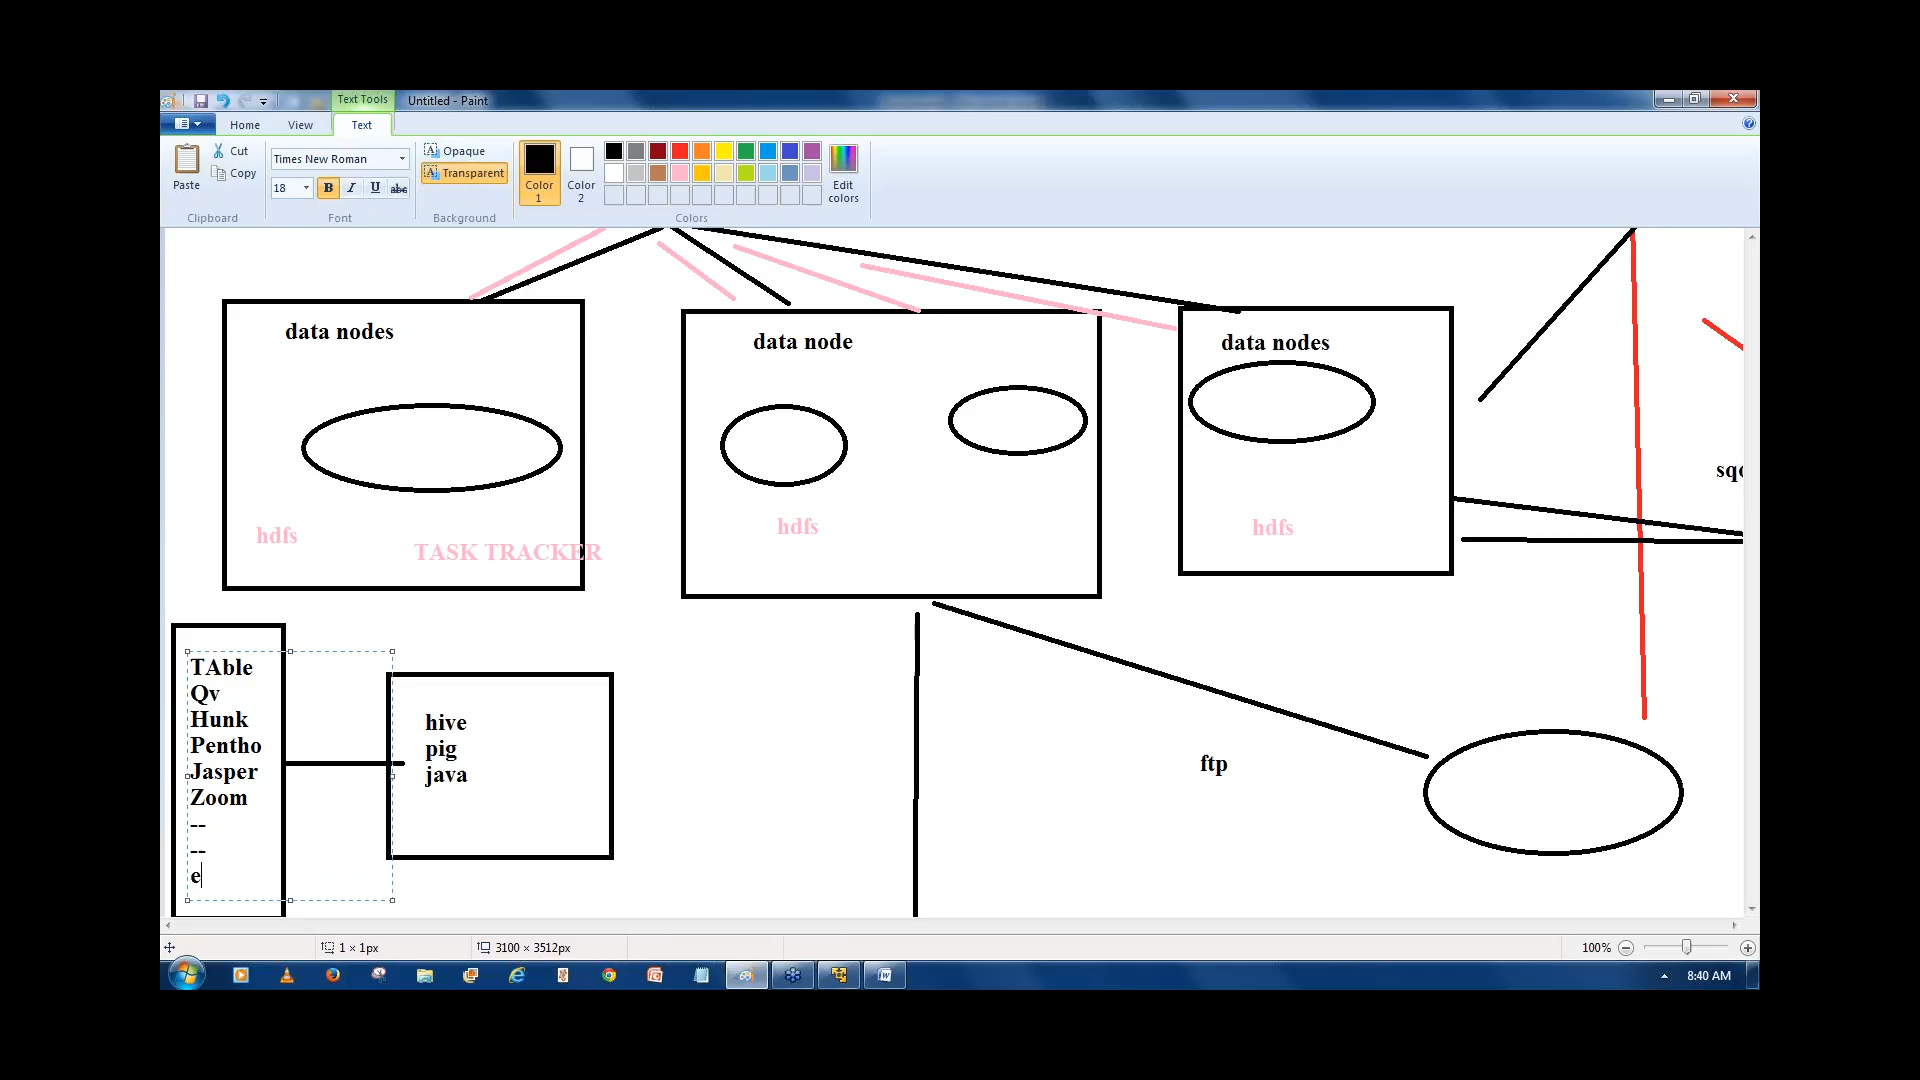 Text Tools
Untitled - Paint
Home
View
Text
Paste
Cut
Copy
Clipboard
Times New Roman
18
B
I
U
abc
Font
Opaque
Transparent
Background
Color
1
Color
2
Colors
Edit
colors
data nodes
data node
data nodes
hdfs
TASK TRACKER
hdfs
hdfs
sqo
TAble
Qv
Hunk
Pentho
Jasper
Zoom
--
--
e
hive
pig
java
ftp
1 × 1px
3100 × 3512px
100%
8:40 AM